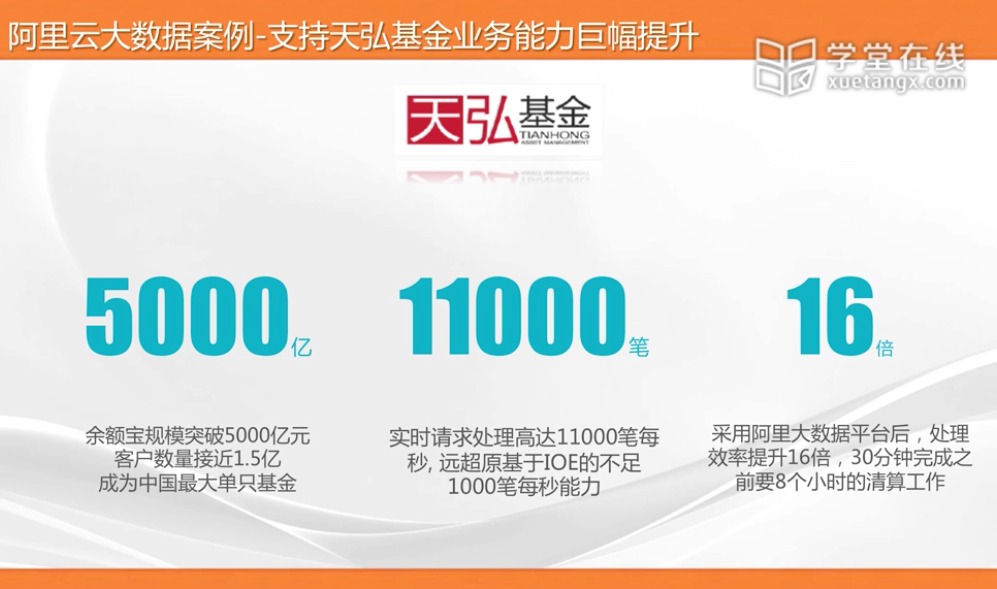 阿里云大数据案例-支持天弘基金业务能力巨幅提升
学堂在线
xuetangx.com
天弘基金
TIANHONG
ASSET MANAGEMENT
5000亿
余额宝规模突破5000亿元
客户数量接近1.5亿
成为中国最大单只基金
11000笔
实时请求处理高达11000笔每
秒, 远超原基于IOE的不足
1000笔每秒能力
16倍
采用阿里大数据平台后，处理
效率提升16倍，30分钟完成之
前要8个小时的清算工作